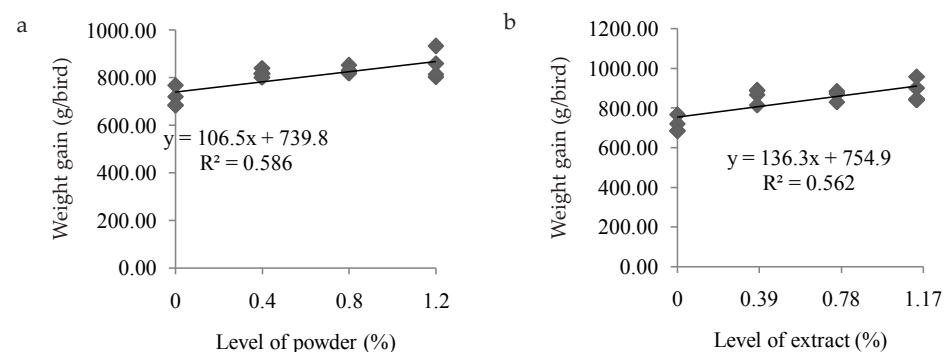 a
1000.00
800.00
600.00
400.00
200.00
0.00
Weight gain (g/bird)
y = 106.5x + 739.8
R² = 0.586
0 0.4 0.8 1.2
Level of powder (%)
b
1200.00
1000.00
800.00
600.00
400.00
200.00
0.00
Weight gain (g/bird)
y = 136.3x + 754.9
R² = 0.562
0 0.39 0.78 1.17
Level of extract (%)